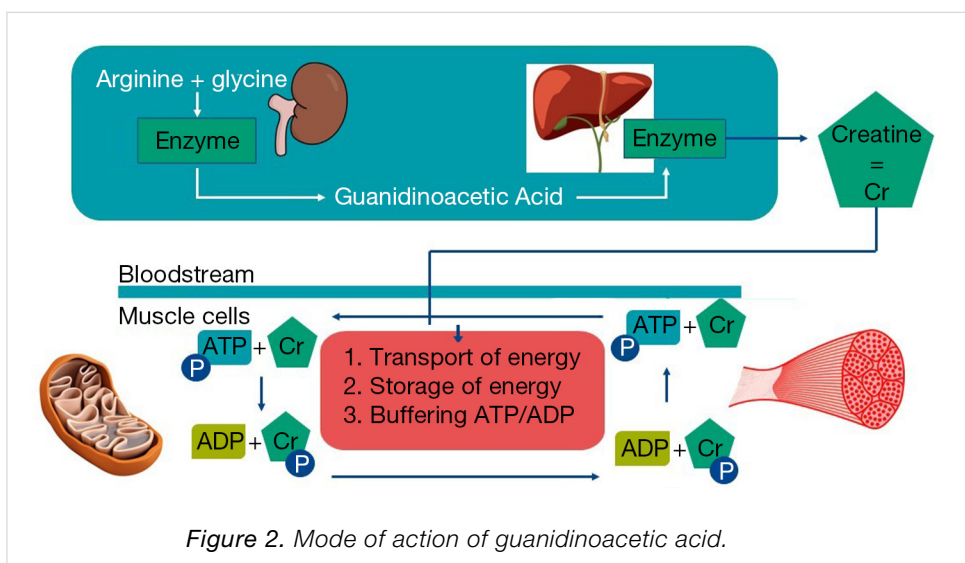 Arginine + glycine
Enzyme
Guanidinoacetic Acid
Enzyme
Creatine
=
Cr
Bloodstream
Muscle cells
ATP + Cr
P
ADP + Cr
P
1. Transport of energy
2. Storage of energy
3. Buffering ATP/ADP
ATP + Cr
P
ADP + Cr
P
Figure 2. Mode of action of guanidinoacetic acid.